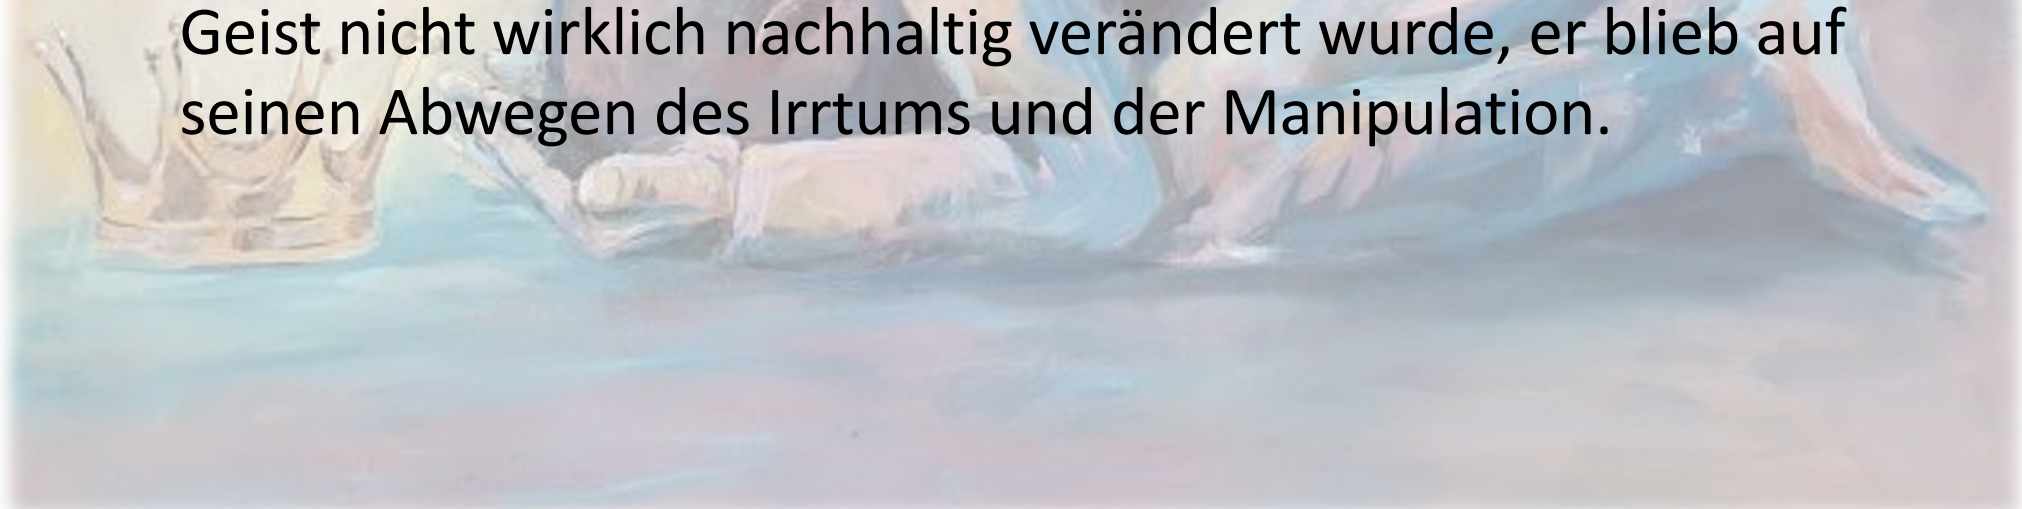 Geist nicht wirklich nachhaltig verändert wurde, er blieb auf
seinen Abwegen des Irrtums und der Manipulation.